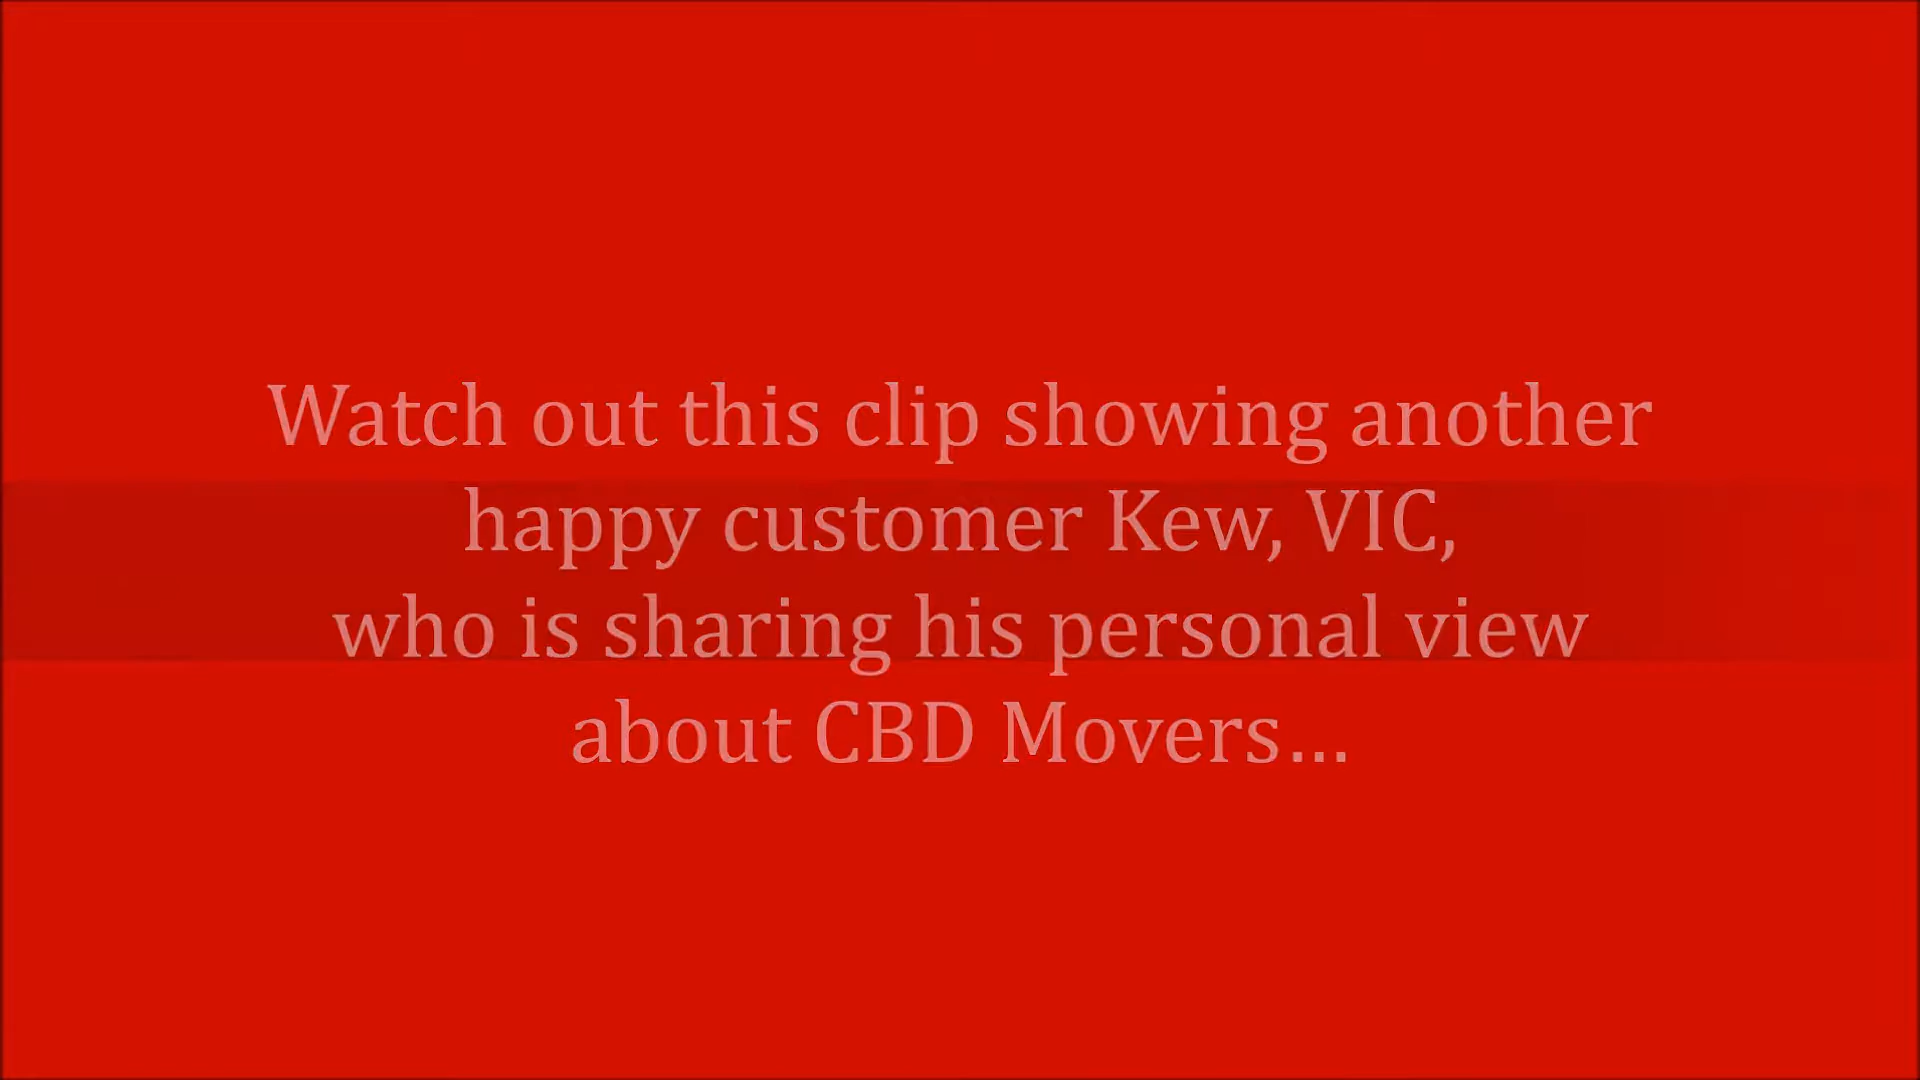 Watch out this clip showing another
happy customer Kew, VIC,
who is sharing his personal view
about CBD Movers...